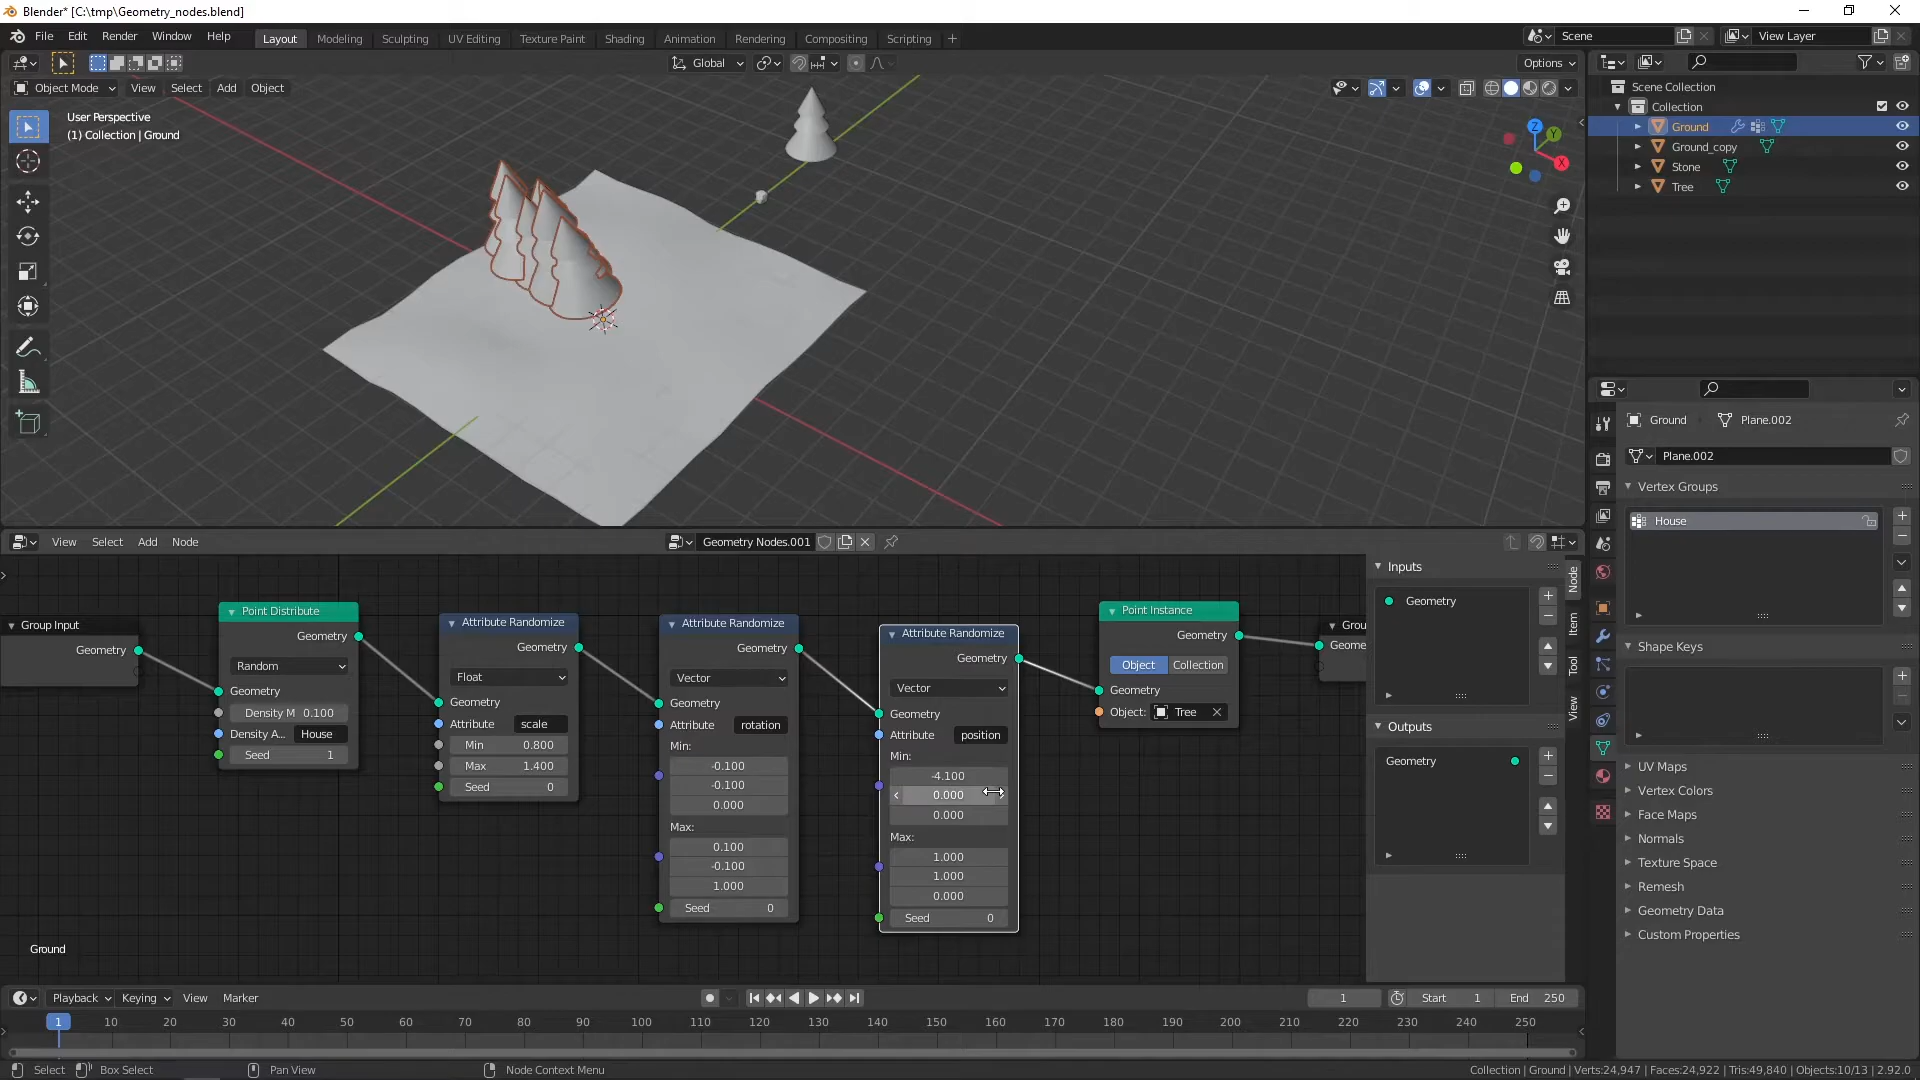 Blender* [C:\tmp\Geometry_nodes.blend]
File Edit Render Window Help
Layout Modeling Sculpting UV Editing Texture Paint Shading Animation Rendering Compositing Scripting
Scene
View Layer
Global
Options
Object Mode View Select Add Object
User Perspective
(1) Collection | Ground
Z
Y
X
Scene Collection
Collection
Ground
Ground_copy
Stone
Tree
Ground Plane.002
Plane.002
Vertex Groups
House
Shape Keys
UV Maps
Vertex Colors
Face Maps
Normals
Texture Space
Remesh
Geometry Data
Custom Properties
View Select Add Node
Geometry Nodes.001
Group Input
Geometry
Point Distribute
Geometry
Random
Geometry
Density M 0.100
Density A... House
Seed 1
Attribute Randomize
Geometry
Float
Geometry
Attribute scale
Min 0.800
Max 1.400
Seed 0
Attribute Randomize
Geometry
Vector
Geometry
Attribute rotation
Min:
-0.100
-0.100
0.000
Max:
0.100
-0.100
1.000
Seed 0
Attribute Randomize
Geometry
Vector
Geometry
Attribute position
Min:
-4.100
0.000
0.000
Max:
1.000
1.000
0.000
Seed 0
Point Instance
Geometry
Object Collection
Geometry
Object: Tree
Grou
Geome
Inputs
Geometry
Outputs
Geometry
Node
Item
Tool
View
Ground
Playback Keying View Marker
1
Start 1 End 250
1 10 20 30 40 50 60 70 80 90 100 110 120 130 140 150 160 170 180 190 200 210 220 230 240 250
Select Box Select Pan View Node Context Menu
Collection | Ground | Verts:24,947 | Faces:24,922 | Tris:49,840 | Objects:10/13 | 2.92.0